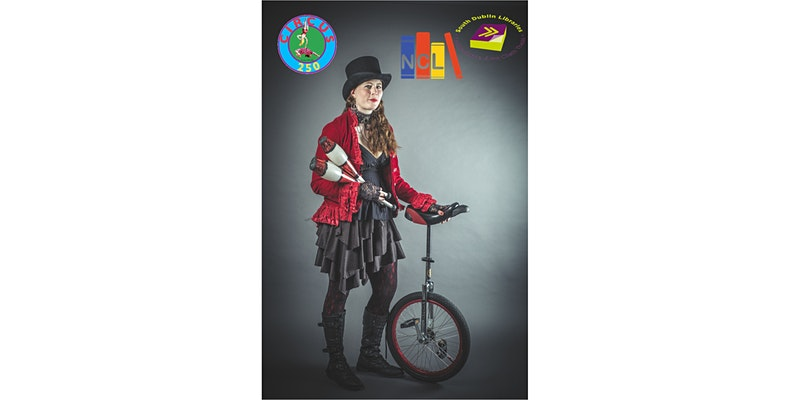 CIRCUS
250
NCL
South Dublin Libraries